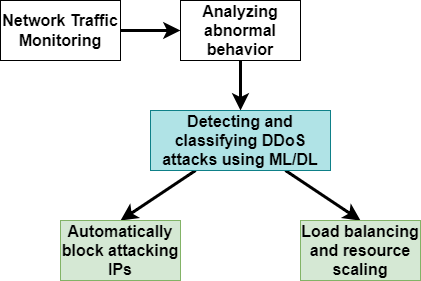 Network Traffic
Monitoring
Analyzing
abnormal
behavior
Detecting and
classifying DDoS
attacks using ML/DL
Automatically
block attacking
IPs
Load balancing
and resource
scaling